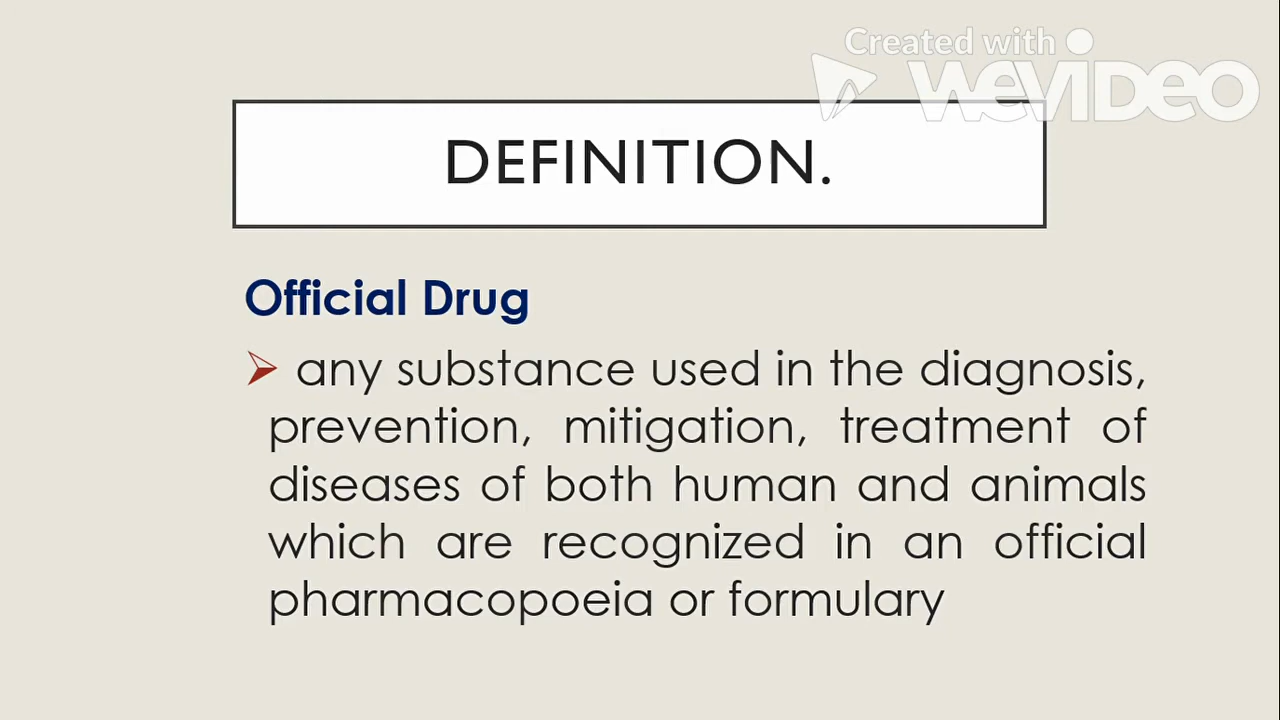 Created with
WeVideo
DEFINITION.
Official Drug
any substance used in the diagnosis,
prevention, mitigation, treatment of
diseases of both human and animals
which are recognized in an official
pharmacopoeia or formulary